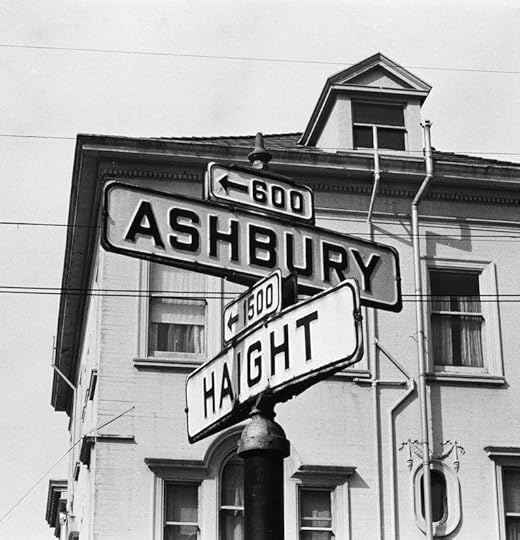 ← 600
ASHBURY
← 1500
HAIGHT